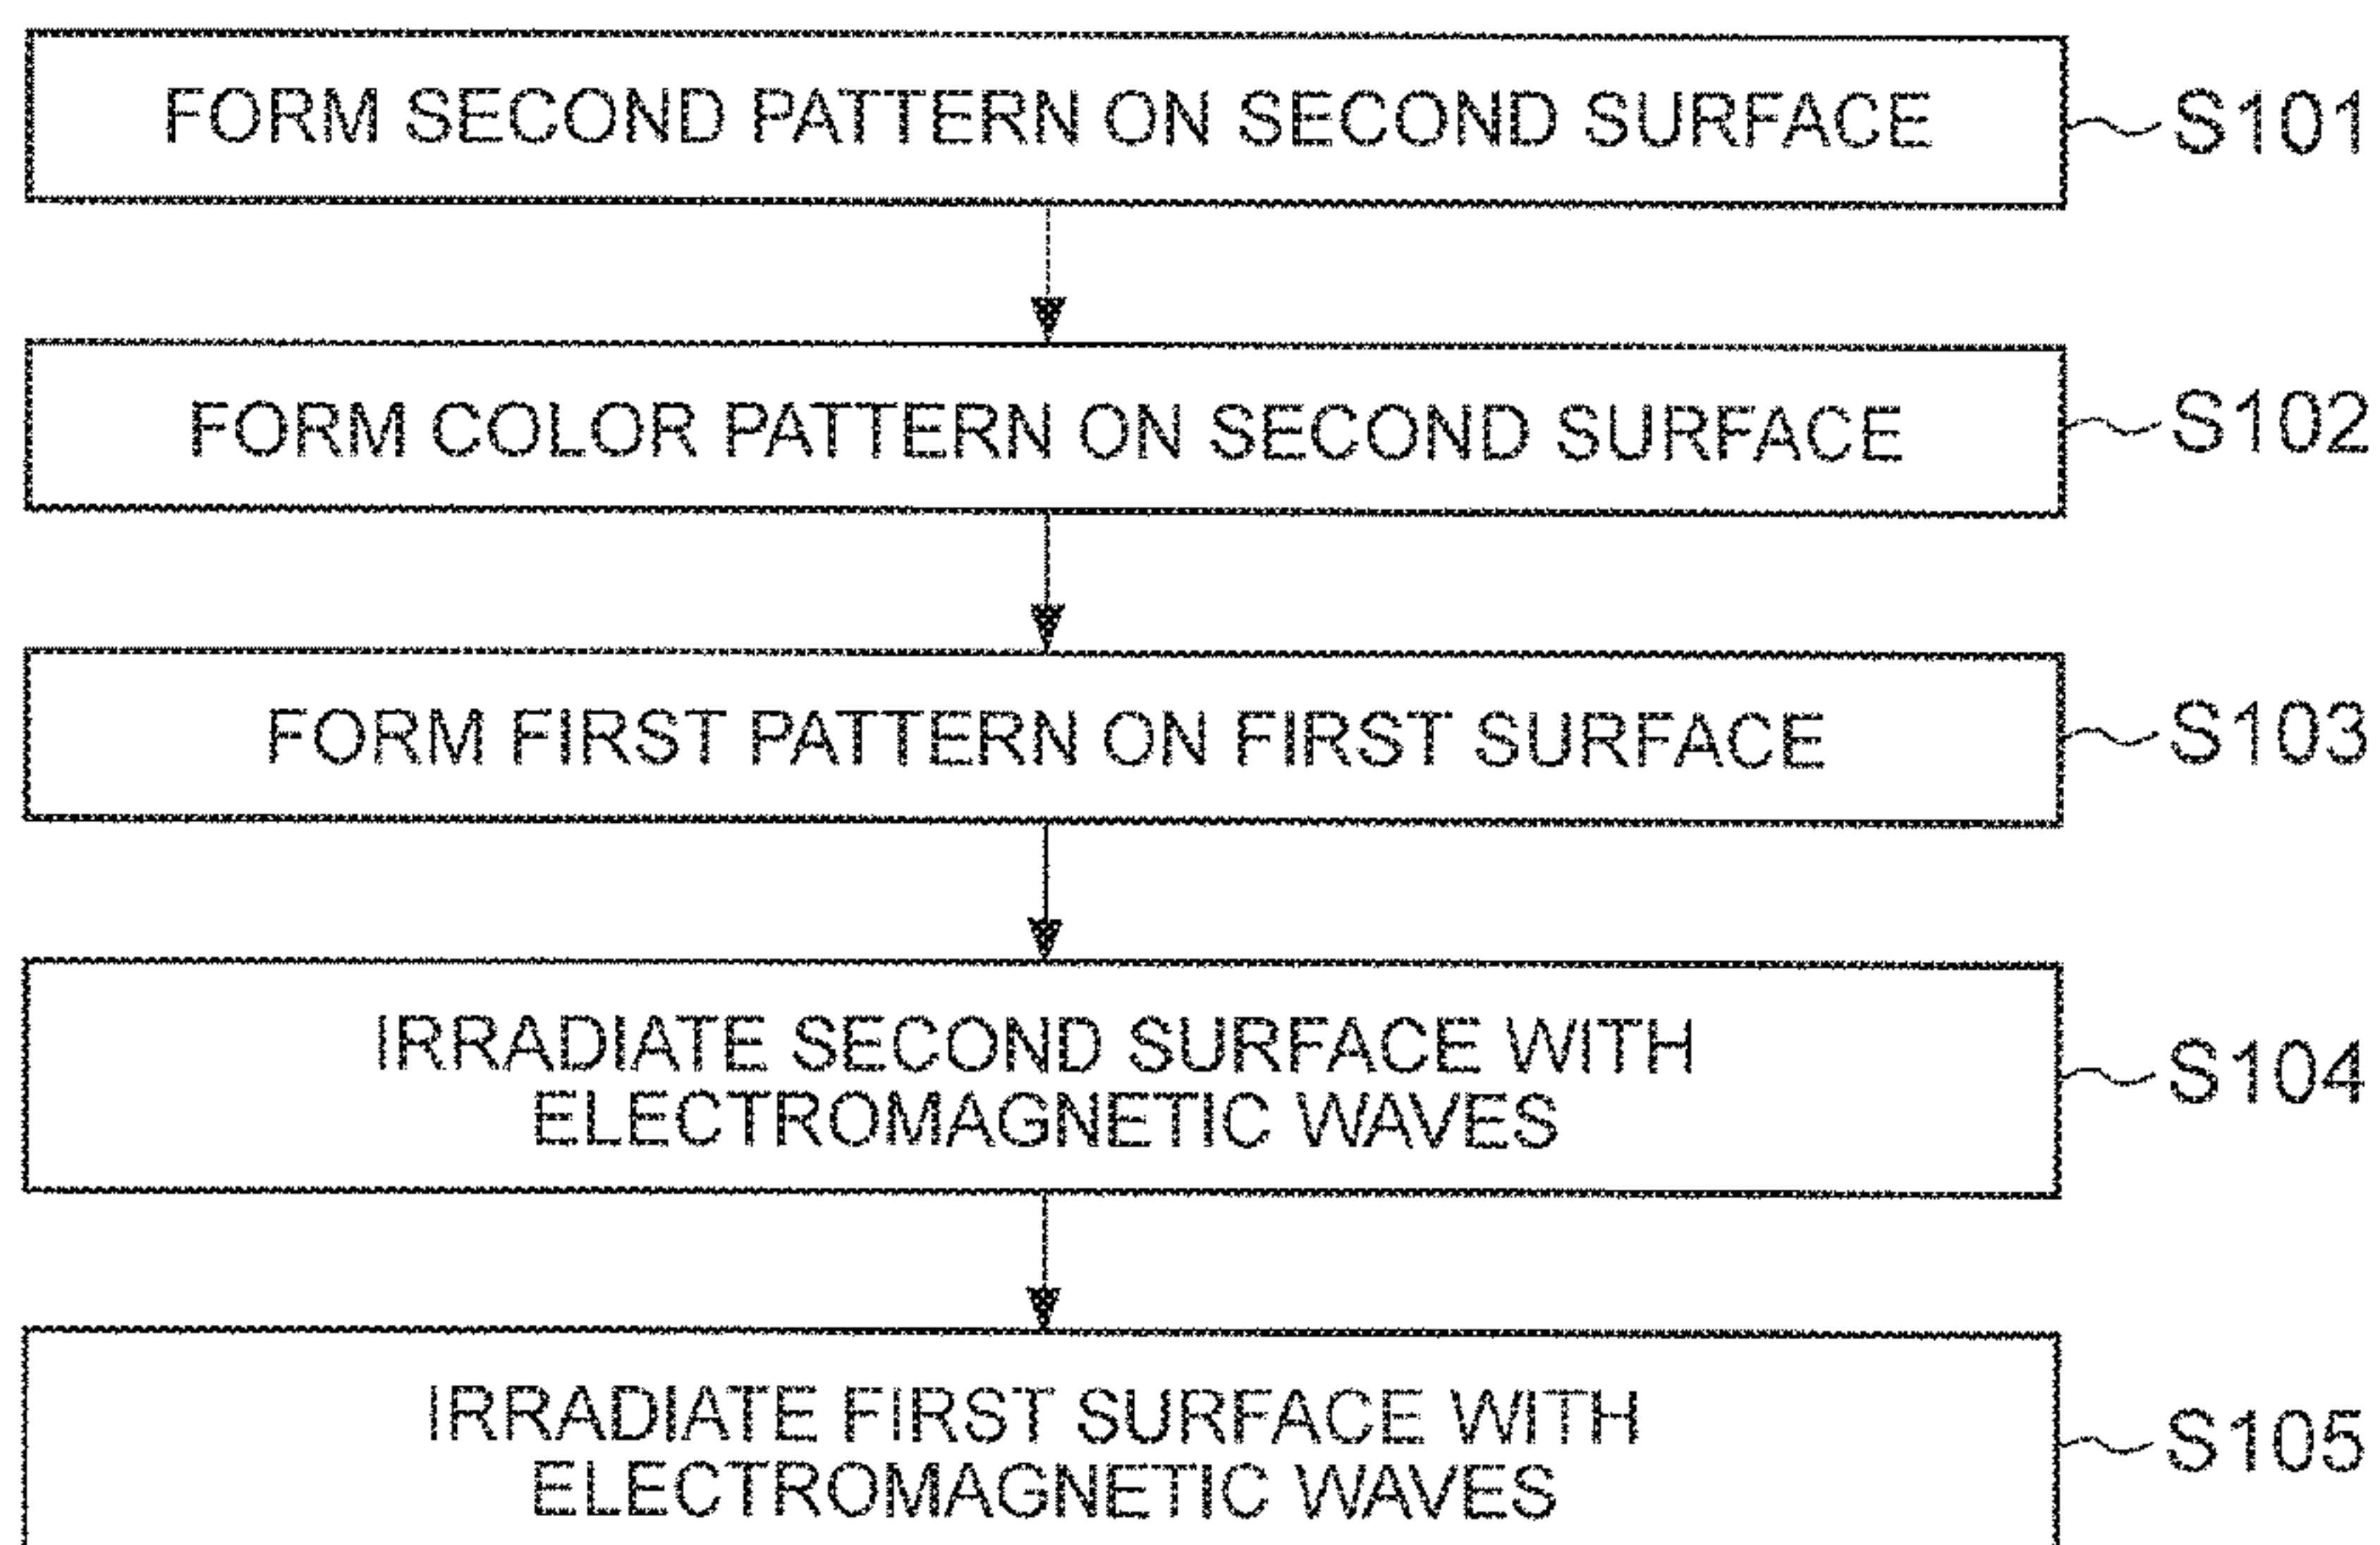 FORM SECOND PATTERN ON SECOND SURFACE
S101
FORM COLOR PATTERN ON SECOND SURFACE
S102
FORM FIRST PATTERN ON FIRST SURFACE
S103
IRRADIATE SECOND SURFACE WITH
ELECTROMAGNETIC WAVES
S104
IRRADIATE FIRST SURFACE WITH
ELECTROMAGNETIC WAVES
S105